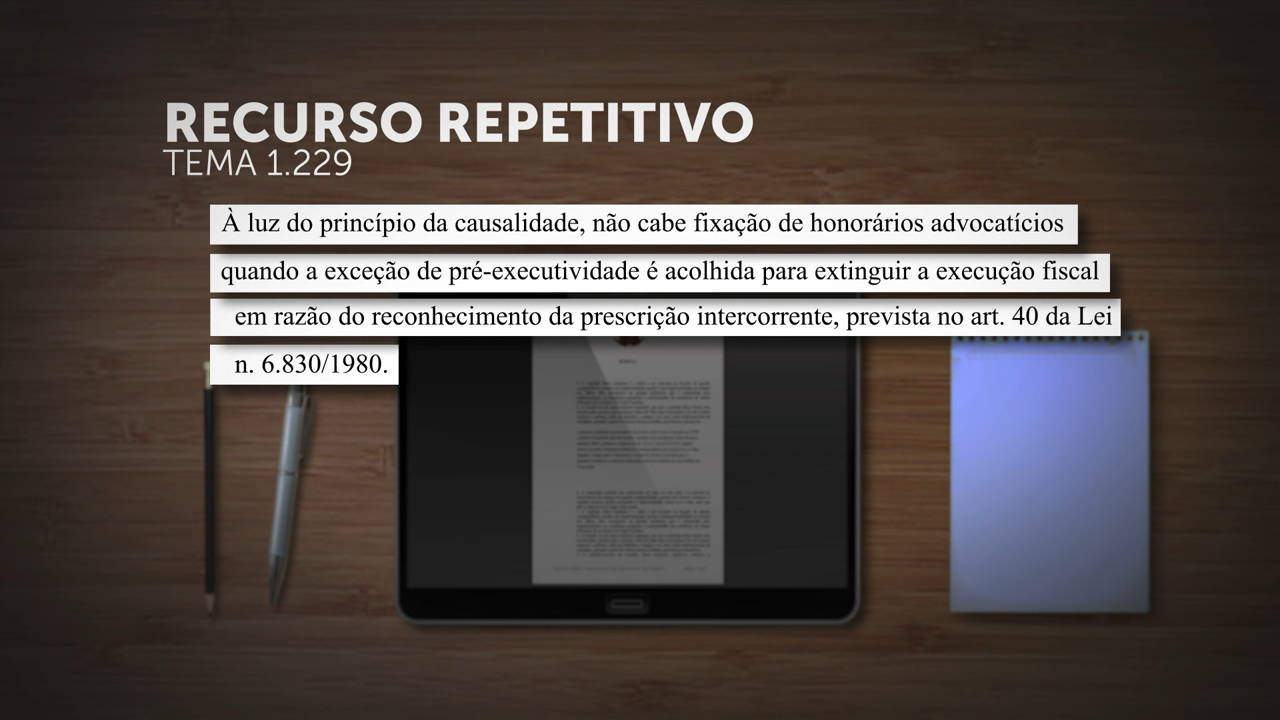 RECURSO REPETITIVO
TEMA 1.229
À luz do princípio da causalidade, não cabe fixação de honorários advocatícios
quando a exceção de pré-executividade é acolhida para extinguir a execução fiscal
em razão do reconhecimento da prescrição intercorrente, prevista no art. 40 da Lei
n. 6.830/1980.